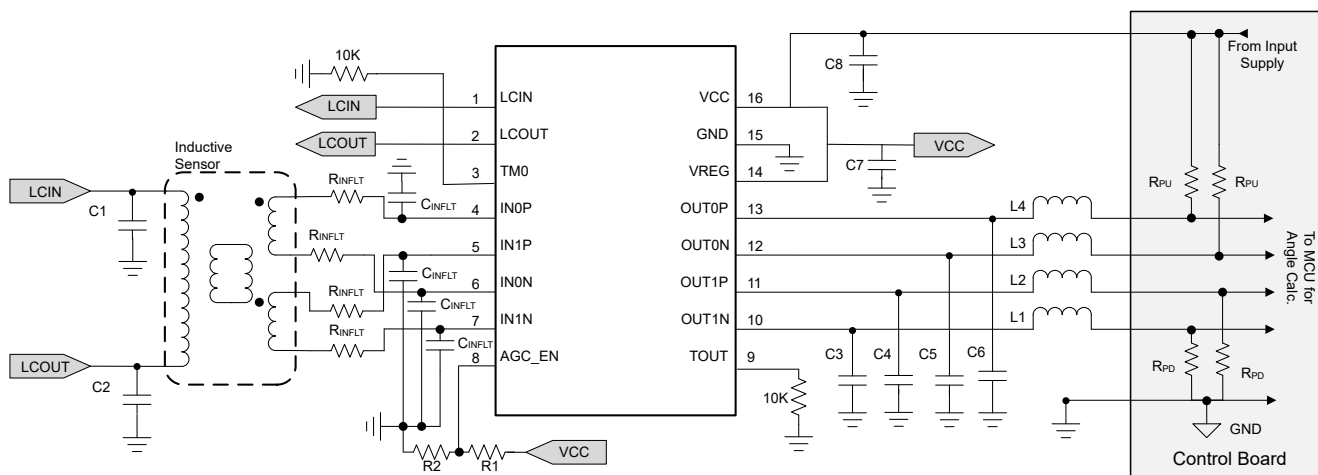 10K
LCIN
LCOUT
Inductive
Sensor
LCIN
C1
LCOUT
C2
RINFLT
CINFLT
RINFLT
CINFLT
RINFLT
CINFLT
RINFLT
CINFLT
R2
R1
VCC
1
LCIN
2
LCOUT
3
TM0
4
IN0P
5
IN1P
6
IN0N
7
IN1N
8
AGC_EN
VCC
16
GND
15
VREG
14
OUT0P
13
OUT0N
12
OUT1P
11
OUT1N
10
TOUT
9
10K
C8
C7
VCC
L4
L3
L2
L1
C3
C4
C5
C6
From Input
Supply
RPU
RPU
RPD
RPD
To MCU for
Angle Calc.
GND
Control Board